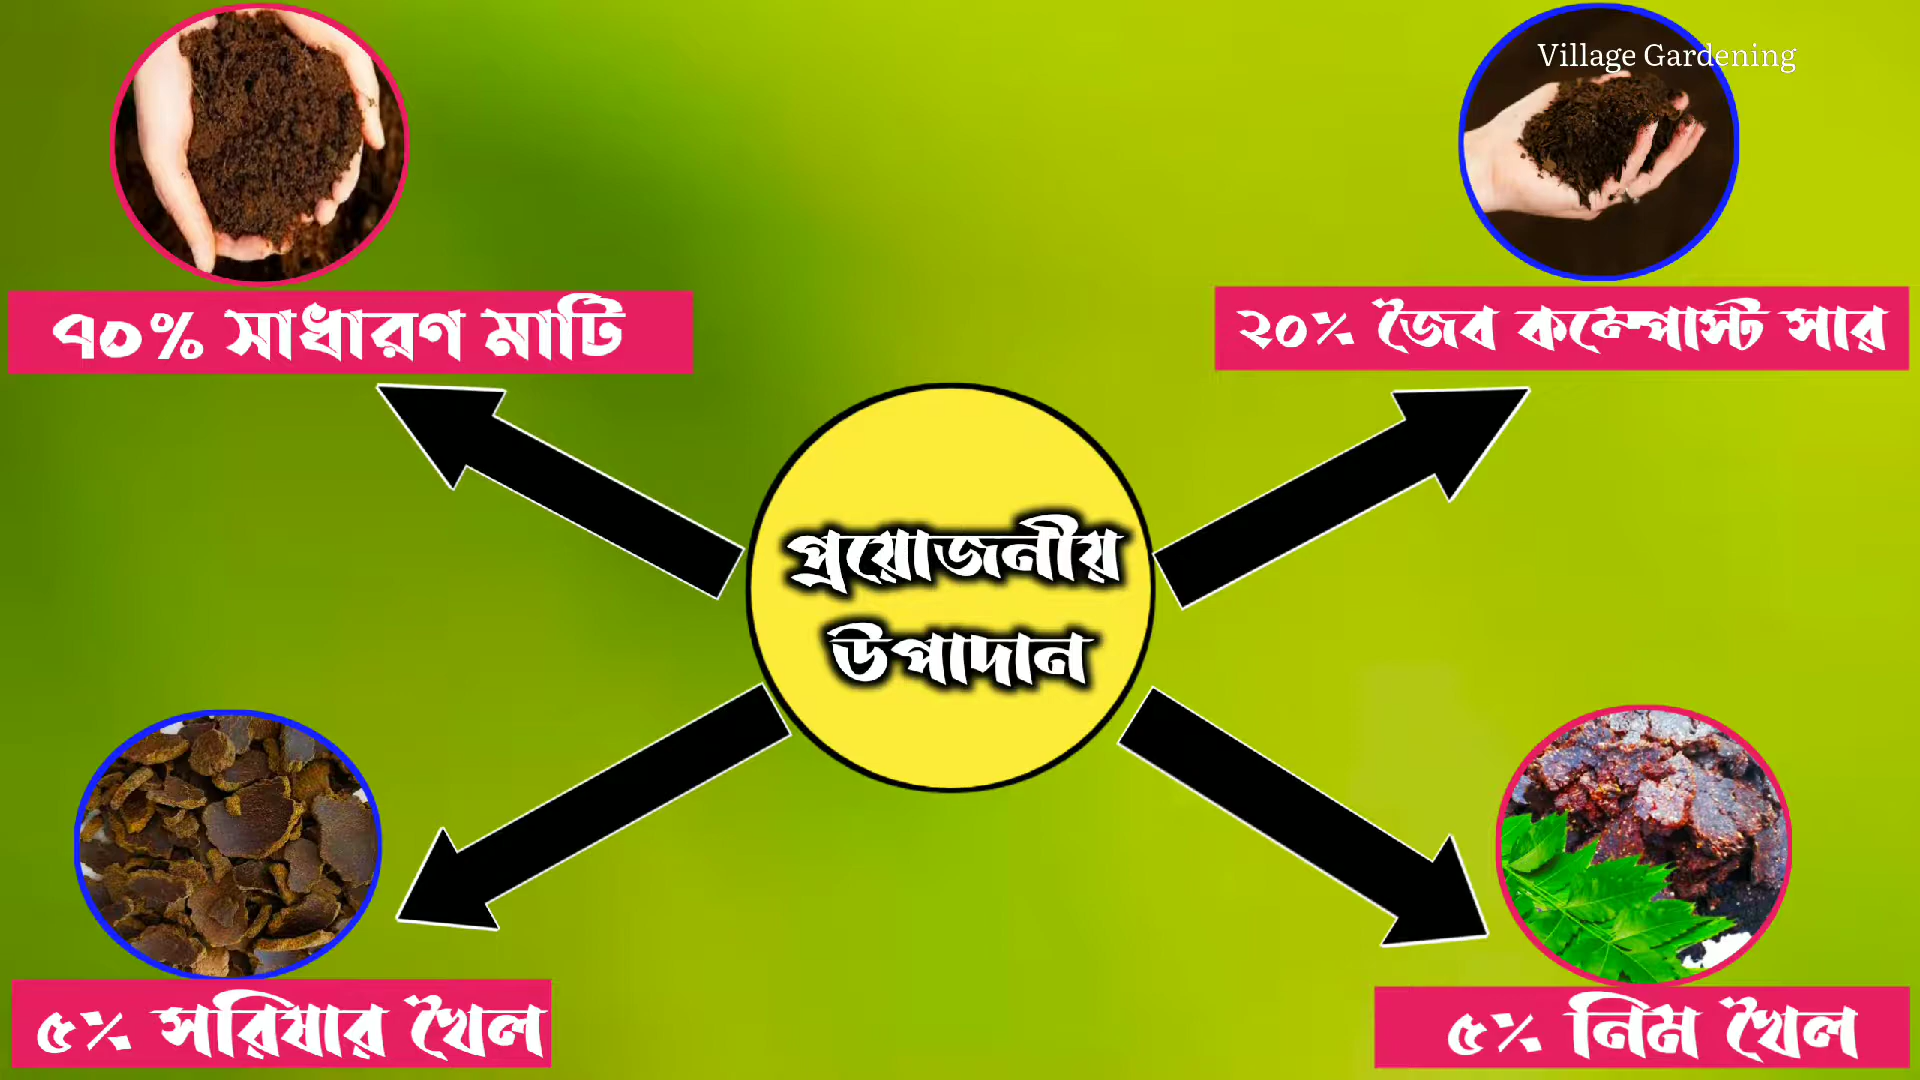 Village Gardening
৭০% সাধারণ মাটি
২০% জৈব কম্পোস্ট সার
প্রয়োজনীয়
উপাদান
৫% সরিষার খৈল
৫% নিম খৈল